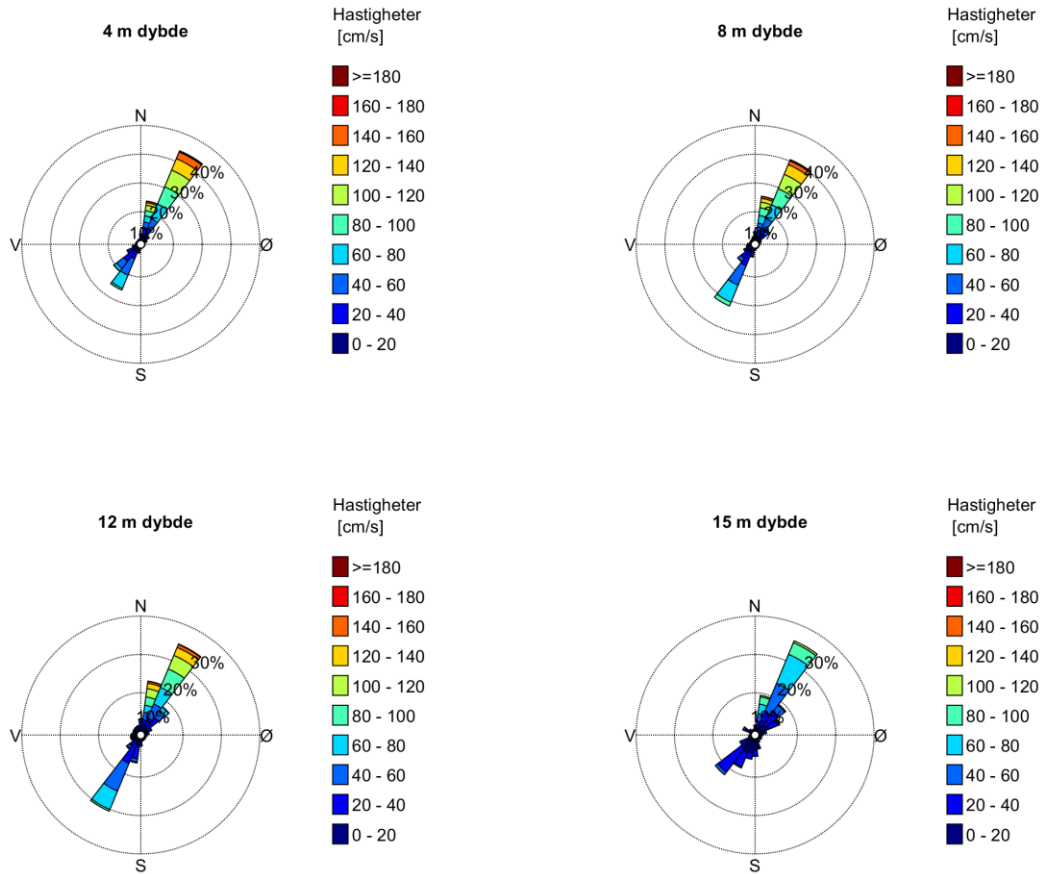 4 m dybde
Hastigheter
[cm/s]
>=180
160 - 180
140 - 160
120 - 140
100 - 120
80 - 100
60 - 80
40 - 60
20 - 40
0 - 20
N
V
Ø
S
10%
20%
30%
40%
8 m dybde
Hastigheter
[cm/s]
>=180
160 - 180
140 - 160
120 - 140
100 - 120
80 - 100
60 - 80
40 - 60
20 - 40
0 - 20
N
V
Ø
S
10%
20%
30%
40%
12 m dybde
Hastigheter
[cm/s]
>=180
160 - 180
140 - 160
120 - 140
100 - 120
80 - 100
60 - 80
40 - 60
20 - 40
0 - 20
N
V
Ø
S
10%
20%
30%
15 m dybde
Hastigheter
[cm/s]
>=180
160 - 180
140 - 160
120 - 140
100 - 120
80 - 100
60 - 80
40 - 60
20 - 40
0 - 20
N
V
Ø
S
10%
20%
30%